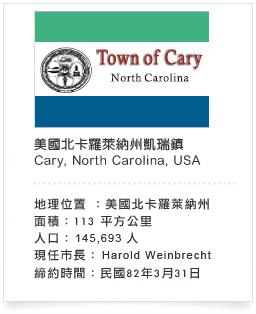 Town of Cary
North Carolina
美國北卡羅萊納州凱瑞鎮
Cary, North Carolina, USA
地理位置 ：美國北卡羅萊納州
面積：113 平方公里
人口：145,693 人
現任市長：Harold Weinbrecht
締約時間：民國82年3月31日